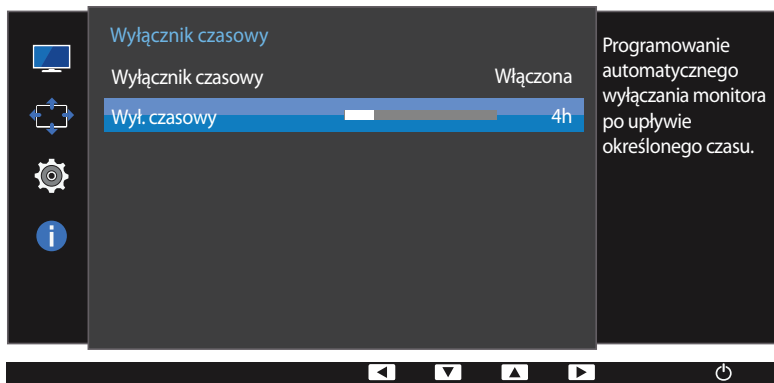 Wyłącznik czasowy
Wyłącznik czasowy Włączona
Wył. czasowy 4h
Programowanie
automatycznego
wyłączania monitora
po upływie
określonego czasu.